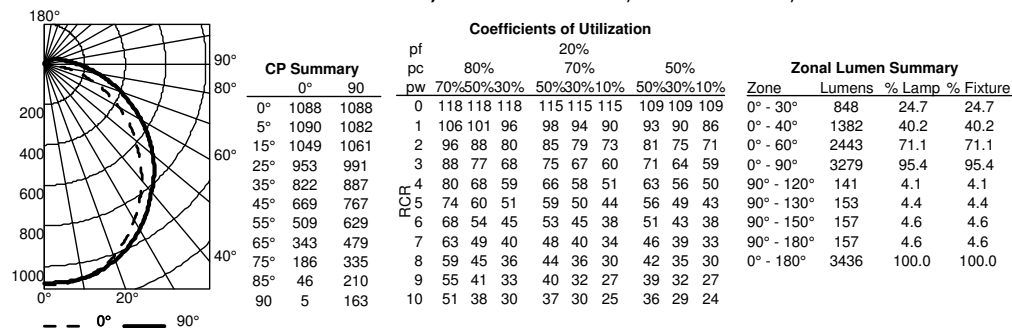 180°
90°
80°
200
400
60°
600
800
40°
1000
0° 20°
0° 90°
CP Summary
0° 90
0° 1088 1088
5° 1090 1082
15° 1049 1061
25° 953 991
35° 822 887
45° 669 767
55° 509 629
65° 343 479
75° 186 335
85° 46 210
90 5 163
Coefficients of Utilization
pf 20%
pc 80% 70% 50%
pw 70%50%30% 50%30%10% 50%30%10%
0 118 118 118 115 115 115 109 109 109
1 106 101 96 98 94 90 93 90 86
2 96 88 80 85 79 73 81 75 71
3 88 77 68 75 67 60 71 64 59
4 80 68 59 66 58 51 63 56 50
RCR
5 74 60 51 59 50 44 56 49 43
6 68 54 45 53 45 38 51 43 38
7 63 49 40 48 40 34 46 39 33
8 59 45 36 44 36 30 42 35 30
9 55 41 33 40 32 27 39 32 27
10 51 38 30 37 30 25 36 29 24
Zonal Lumen Summary
Zone Lumens % Lamp % Fixture
0° - 30° 848 24.7 24.7
0° - 40° 1382 40.2 40.2
0° - 60° 2443 71.1 71.1
0° - 90° 3279 95.4 95.4
90° - 120° 141 4.1 4.1
90° - 130° 153 4.4 4.4
90° - 150° 157 4.6 4.6
90° - 180° 157 4.6 4.6
0° - 180° 3436 100.0 100.0